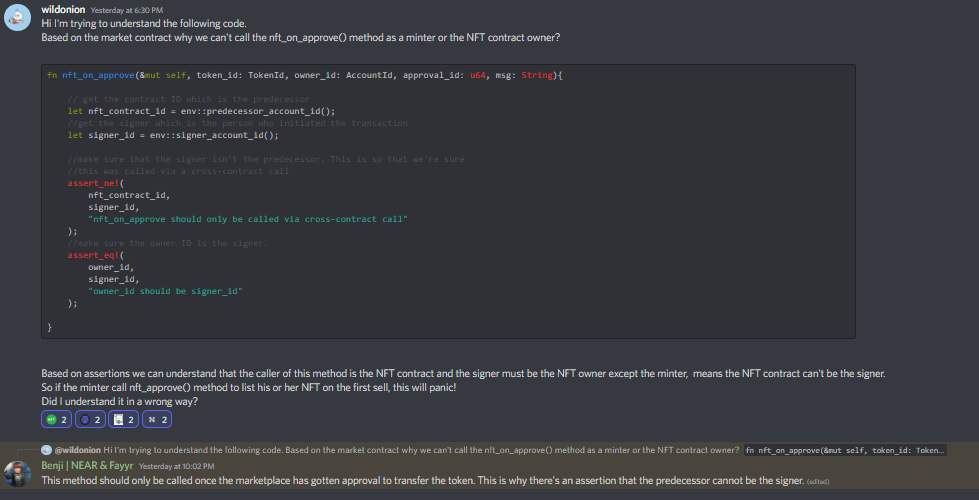 wildonion Yesterday at 6:30 PM
Hi I'm trying to understand the following code.
Based on the market contract why we can't call the nft_on_approve() method as a minter or the NFT contract owner?
fn nft_on_approve(&mut self, token_id: TokenId, owner_id: AccountId, approval_id: u64, msg: String){
// get the contract ID which is the predecessor
let nft_contract_id = env::predecessor_account_id();
//get the signer which is the person who initiated the transaction
let signer_id = env::signer_account_id();
//make sure that the signer isn't the predecessor. This is so that we're sure
//this was called via a cross-contract call
assert_ne!(
nft_contract_id,
signer_id,
"nft_on_approve should only be called via cross-contract call"
);
//make sure the owner ID is the signer.
assert_eq!(
owner_id,
signer_id,
"owner_id should be signer_id"
);
}
Based on assertions we can understand that the caller of this method is the NFT contract and the signer must be the NFT owner except the minter, means the NFT contract can't be the signer.
So if the minter call nft_approve() method to list his or her NFT on the first sell, this will panic!
Did I understand it in a wrong way?
2 2 2 2
@wildonion Hi I'm trying to understand the following code. Based on the market contract why we can't call the nft_on_approve() method as a minter or the NFT contract owner? fn nft_on_approve(&mut self, token_id: Token...
Benji | NEAR & Fayyr Yesterday at 10:02 PM
This method should only be called once the marketplace has gotten approval to transfer the token. This is why there's an assertion that the predecessor cannot be the signer. (edited)